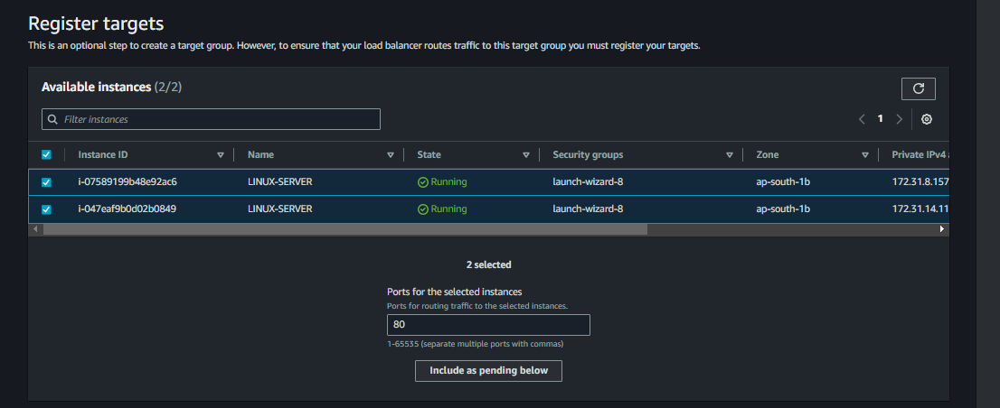 Register targets
This is an optional step to create a target group. However, to ensure that your load balancer routes traffic to this target group you must register your targets.
Available instances (2/2)
Filter instances
1
Instance ID Name State Security groups Zone Private IPv4
i-07589199b48e92ac6 LINUX-SERVER Running launch-wizard-8 ap-south-1b 172.31.8.157
i-047eaf9b0d02b0849 LINUX-SERVER Running launch-wizard-8 ap-south-1b 172.31.14.11
2 selected
Ports for the selected instances
Ports for routing traffic to the selected instances.
80
1-65535 (separate multiple ports with commas)
Include as pending below